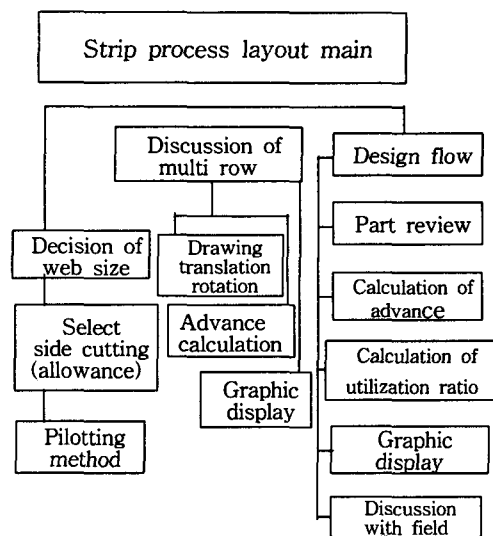 Strip process layout main
Discussion of
multi row
Design flow
Part review
Decision of
web size
Drawing
translation
rotation
Calculation of
advance
Select
side cutting
(allowance)
Advance
calculation
Calculation of
utilization ratio
Graphic
display
Pilotting
method
Graphic
display
Discussion
with field